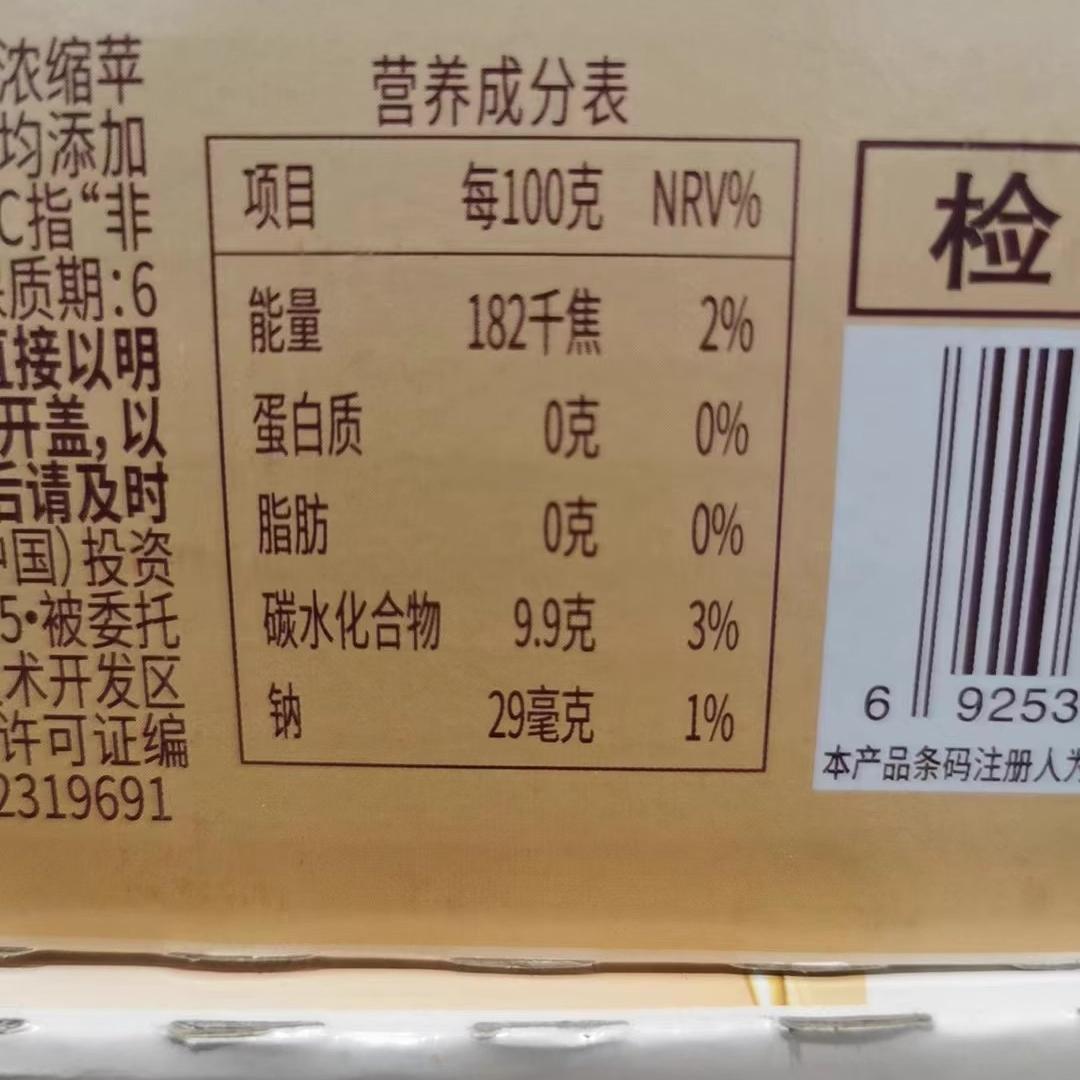 浓缩苹
均添加
C指“非
质期:6
接以明
开盖,以
后请及时
中国)投资
5•被委托
术开发区
许可证编
2319691
营养成分表
项目 每100克 NRV%
能量 182千焦 2%
蛋白质 0克 0%
脂肪 0克 0%
碳水化合物 9.9克 3%
钠 29毫克 1%
检
6 9253
本产品条码注册人为